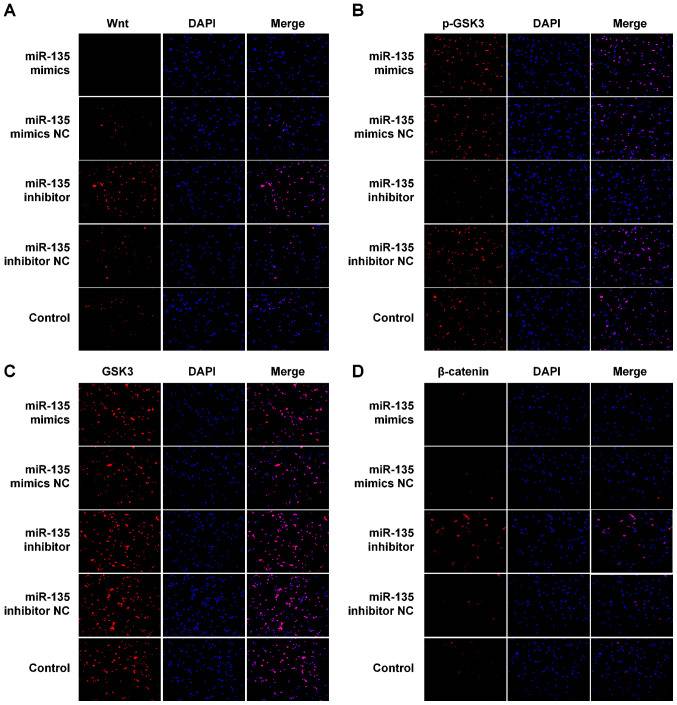 A
Wnt DAPI Merge
miR-135
mimics
miR-135
mimics NC
miR-135
inhibitor
miR-135
inhibitor NC
Control
B
p-GSK3 DAPI Merge
miR-135
mimics
miR-135
mimics NC
miR-135
inhibitor
miR-135
inhibitor NC
Control
C
GSK3 DAPI Merge
miR-135
mimics
miR-135
mimics NC
miR-135
inhibitor
miR-135
inhibitor NC
Control
D
β-catenin DAPI Merge
miR-135
mimics
miR-135
mimics NC
miR-135
inhibitor
miR-135
inhibitor NC
Control